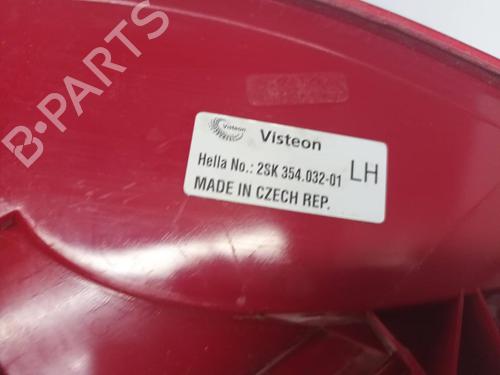 Visteon
Visteon
Hella No.: 2SK 354.032-01
LH
MADE IN CZECH REP.
B-PARTS